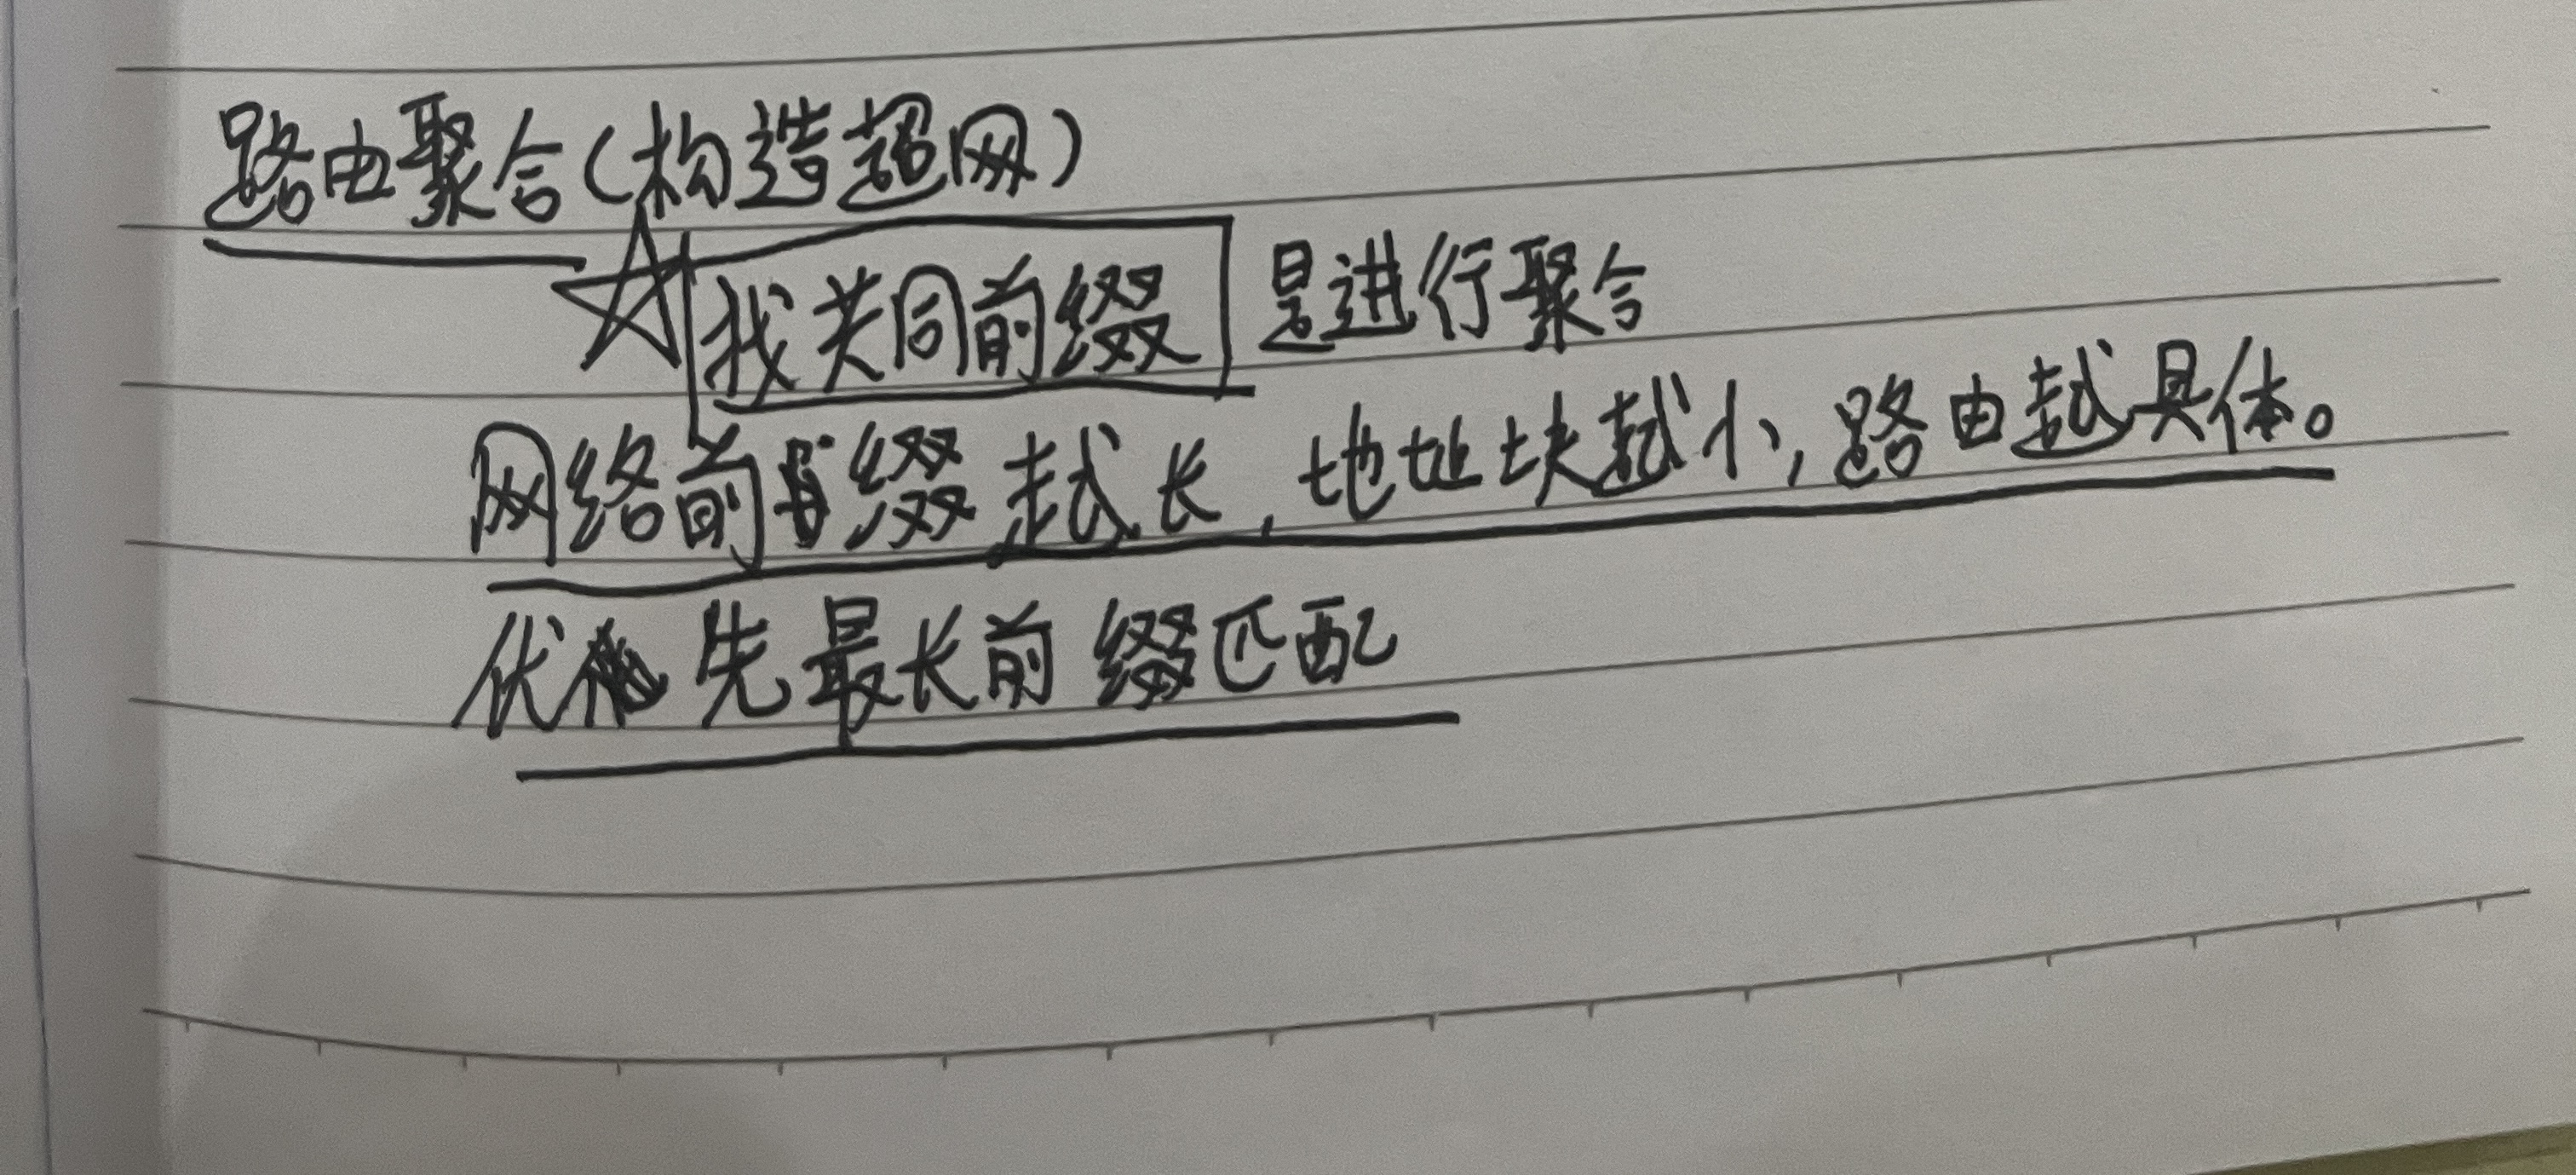 路由聚合(构造超网)
找共同前缀 是进行聚合
网络前缀越长,地址块越小,路由越具体。
优先最长前缀匹配